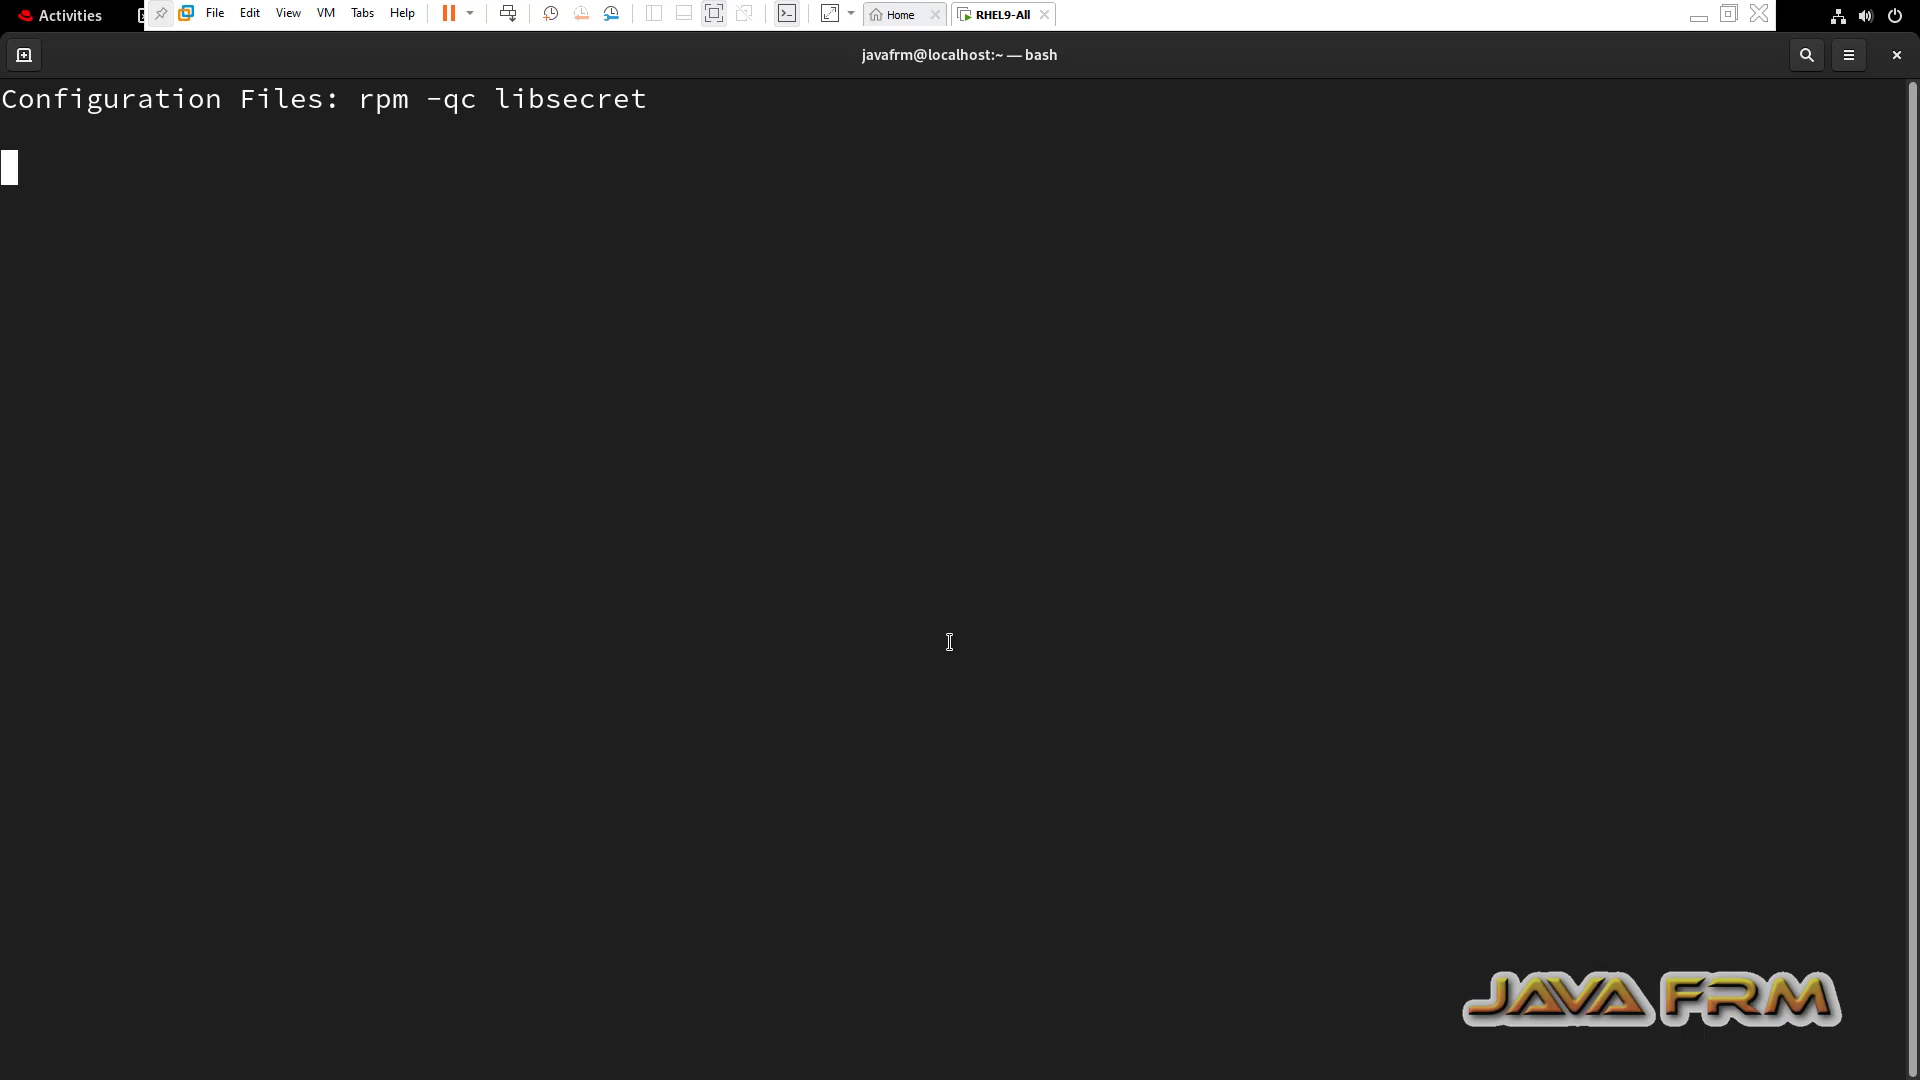 Activities
File Edit View VM Tabs Help
Home
RHEL9-All
javafrm@localhost:~ — bash
Configuration Files: rpm -qc libsecret
JAVA FRM